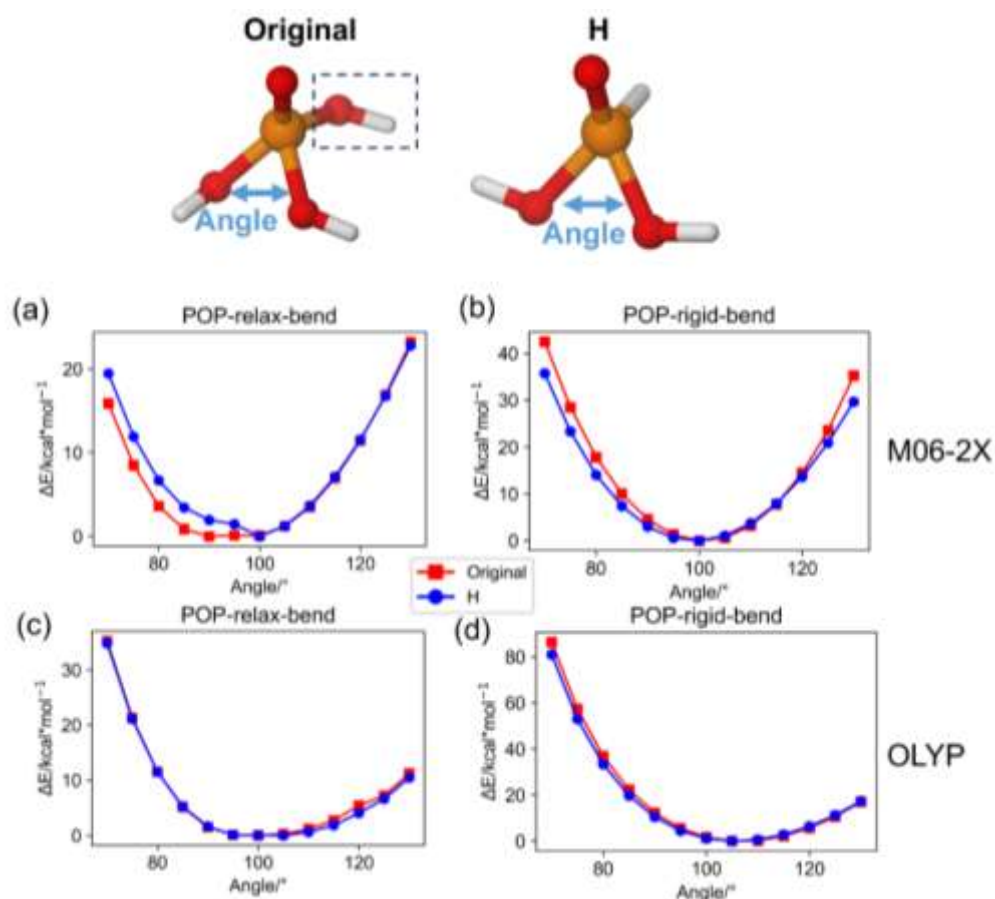 Original
H
Angle
Angle
(a)
POP-relax-bend
ΔE/kcal*mol⁻¹
20
10
0
80
100
120
Angle/°
(b)
POP-rigid-bend
ΔE/kcal*mol⁻¹
40
30
20
10
0
80
100
120
Angle/°
M06-2X
Original
H
(c)
POP-relax-bend
ΔE/kcal*mol⁻¹
30
20
10
0
80
100
120
Angle/°
(d)
POP-rigid-bend
ΔE/kcal*mol⁻¹
80
60
40
20
0
80
100
120
Angle/°
OLYP